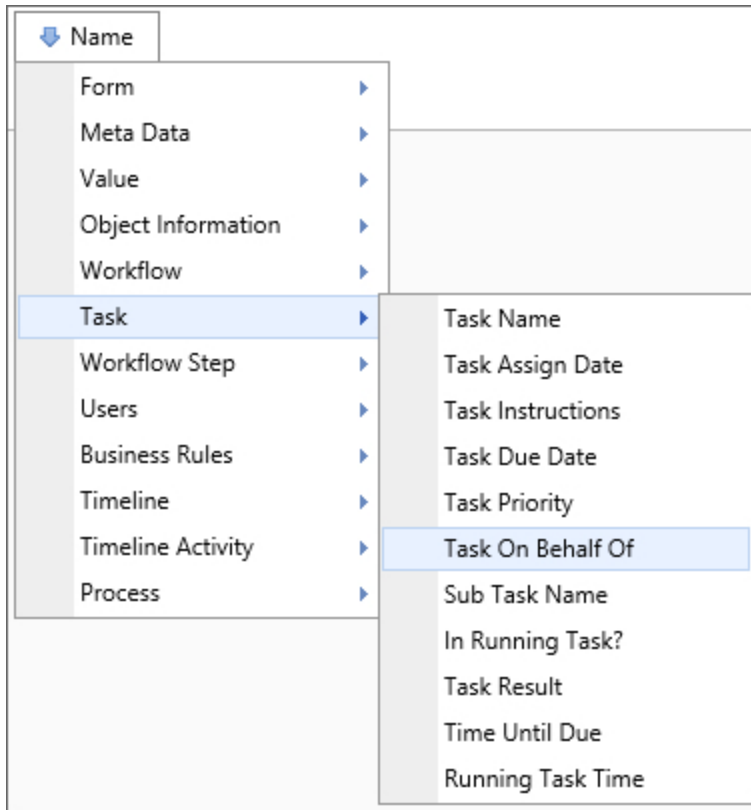 Name
Form
Meta Data
Value
Object Information
Workflow
Task
Workflow Step
Users
Business Rules
Timeline
Timeline Activity
Process
Task Name
Task Assign Date
Task Instructions
Task Due Date
Task Priority
Task On Behalf Of
Sub Task Name
In Running Task?
Task Result
Time Until Due
Running Task Time